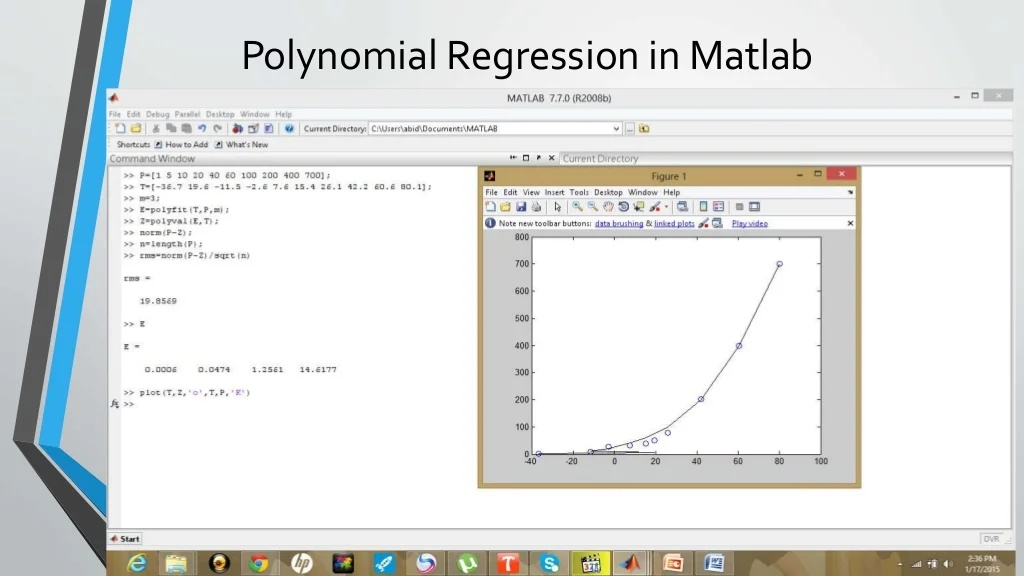 Polynomial Regression in Matlab
MATLAB 7.7.0 (R2008b)
File Edit Debug Parallel Desktop Window Help
Current Directory: C:\Users\abid\Documents\MATLAB
Shortcuts How to Add What's New
Command Window
Current Directory
>> P=[1 5 10 20 40 60 100 200 400 700];
>> T=[-36.7 19.6 -11.5 -2.6 7.6 15.4 26.1 42.2 60.6 80.1];
>> m=3;
>> E=polyfit(T,P,m);
>> Z=polyval(E,T);
>> norm(P-Z);
>> n=length(P);
>> rms=norm(P-Z)/sqrt(n)
rms =
19.8569
>> E
E =
0.0006 0.0474 1.2561 14.6177
>> plot(T,Z,'o',T,P,'K')
fx >>
Figure 1
File Edit View Insert Tools Desktop Window Help
Note new toolbar buttons: data brushing & linked plots Play video
800
700
600
500
400
300
200
100
0
-40 -20 0 20 40 60 80 100
Start
OVR
2:36 PM
1/17/2015